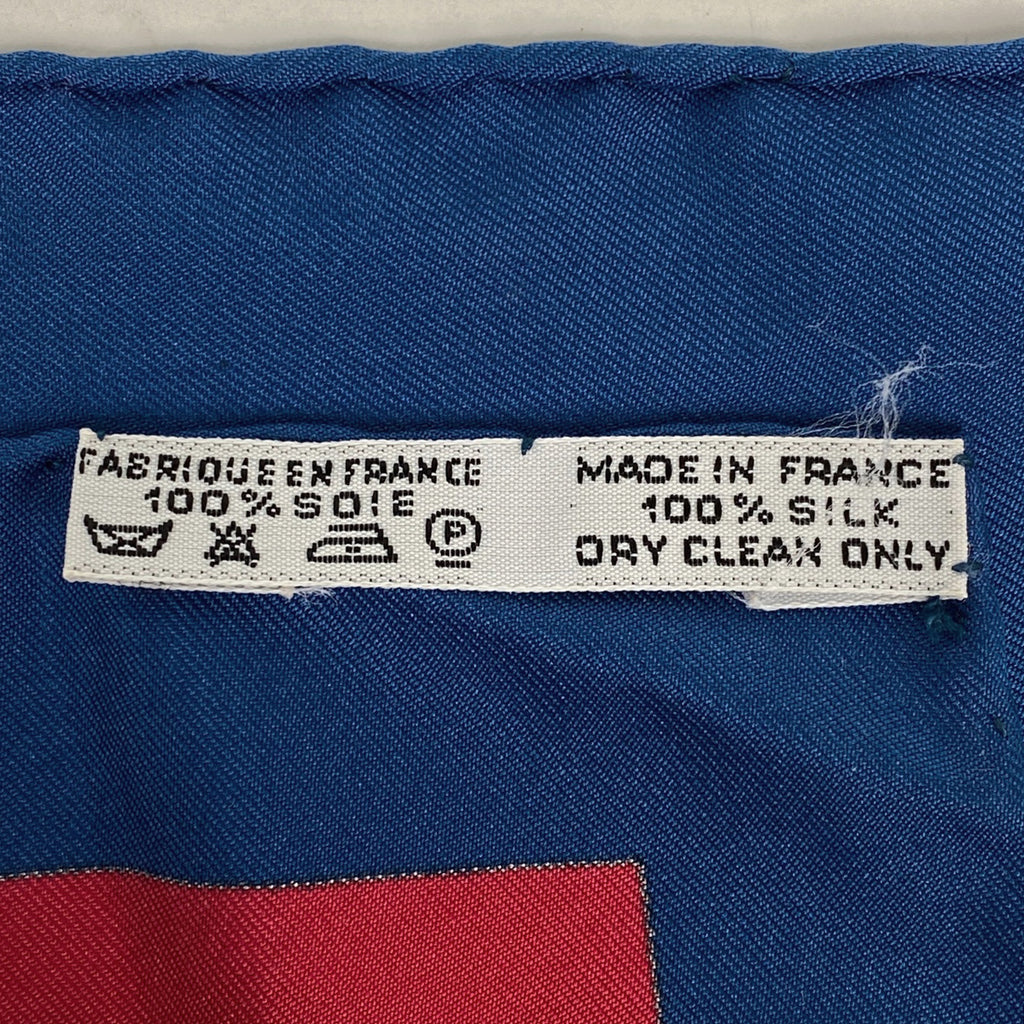 FABRIQUE EN FRANCE
100% SOIE
P
MADE IN FRANCE
100% SILK
DRY CLEAN ONLY